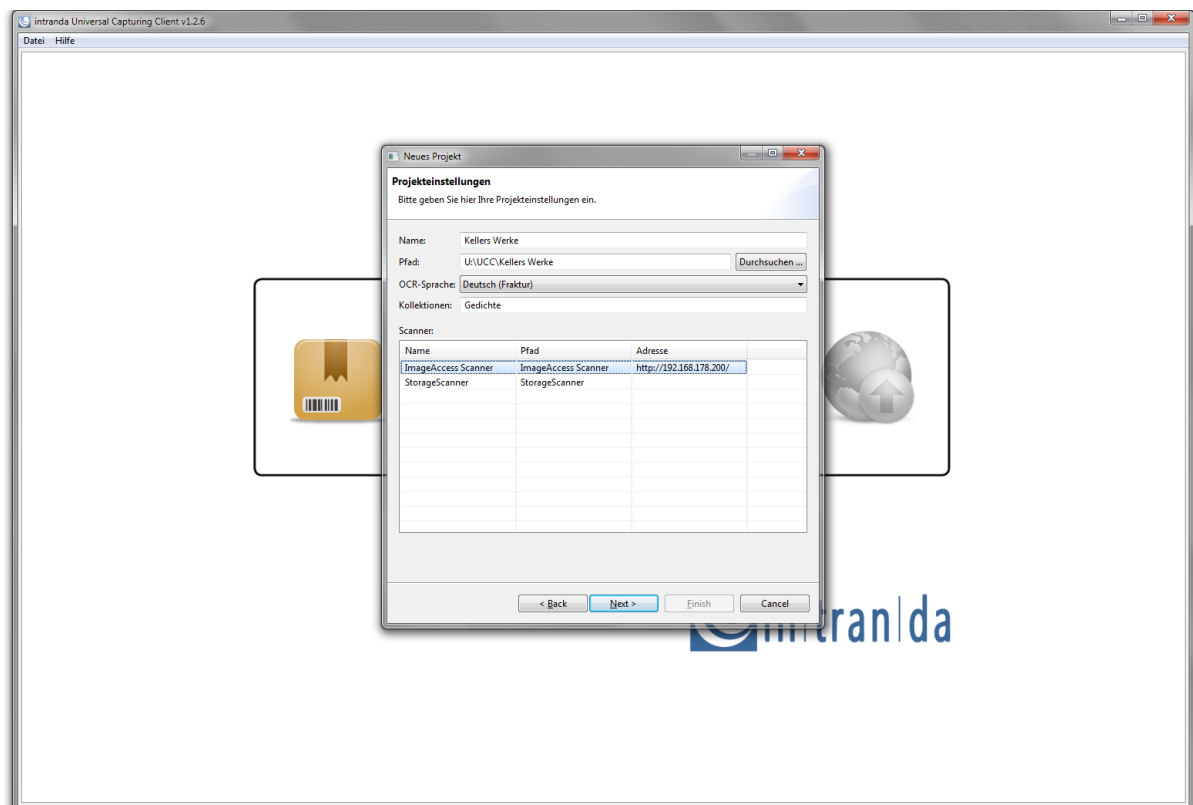 intranda Universal Capturing Client v1.2.6
Datei Hilfe
Neues Projekt
Projekteinstellungen
Bitte geben Sie hier Ihre Projekteinstellungen ein.
Name: Kellers Werke
Pfad: U:\UCC\Kellers Werke Durchsuchen ...
OCR-Sprache: Deutsch (Fraktur)
Kollektionen: Gedichte
Scanner:
Name Pfad Adresse
ImageAccess Scanner ImageAccess Scanner http://192.168.178.200/
StorageScanner StorageScanner
< Back Next > Finish Cancel
intran|da